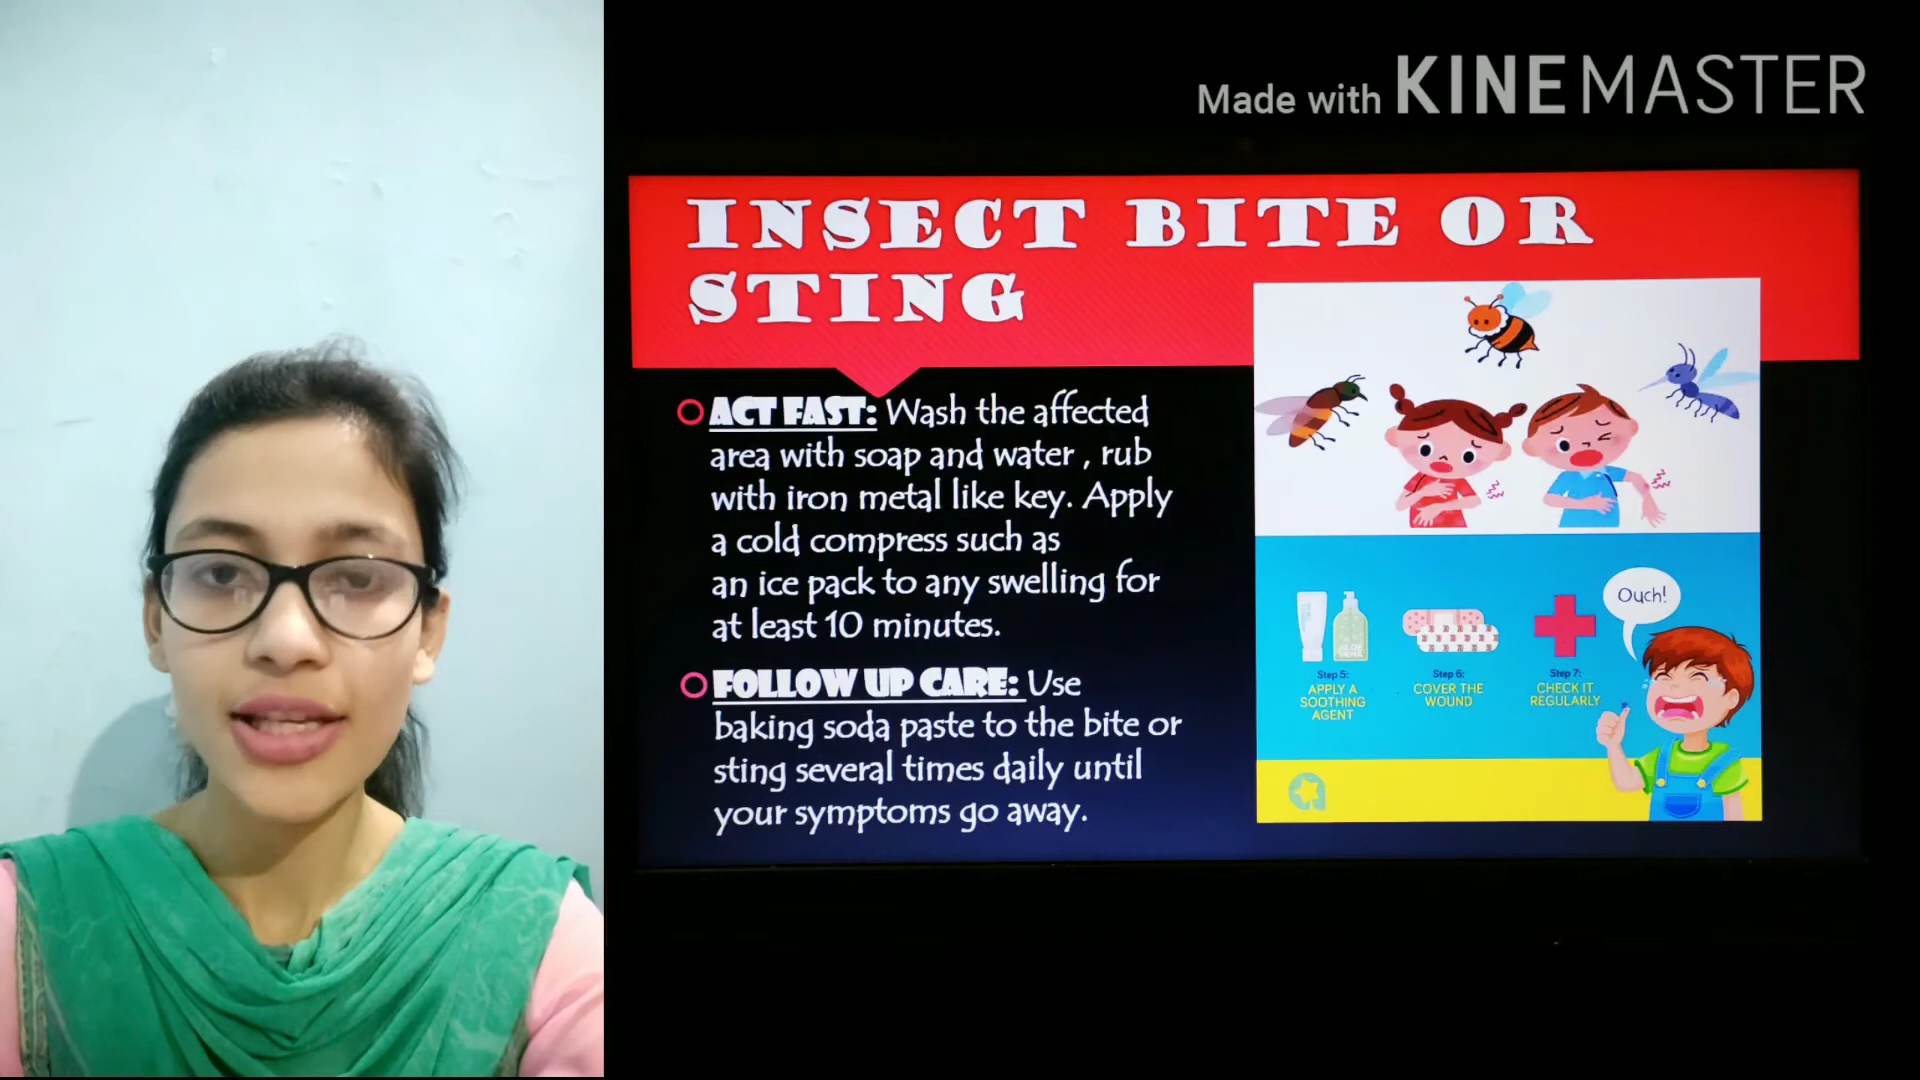 Made with KINEMASTER
INSECT BITE OR
STING
ACT FAST: Wash the affected
area with soap and water , rub
with iron metal like key. Apply
a cold compress such as
an ice pack to any swelling for
at least 10 minutes.
FOLLOW UP CARE: Use
baking soda paste to the bite or
sting several times daily until
your symptoms go away.
Ouch!
ALOE VERA
Step 5:
APPLY A
SOOTHING
AGENT
Step 6:
COVER THE
WOUND
Step 7:
CHECK IT
REGULARLY